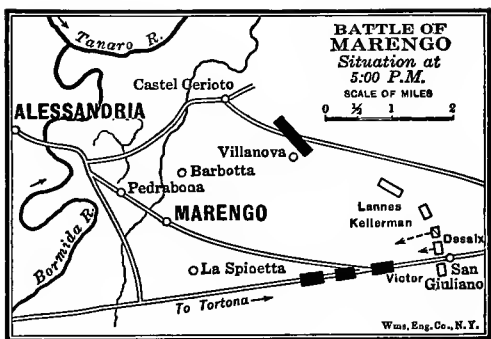 BATTLE OF
MARENGO
Situation at
5:00 P.M.
SCALE OF MILES
0 ½ 1 2
Tanaro R.
Castel Cerioto
ALESSANDRIA
Villanova
Barbotta
Pedrabona
Lannes
Kellerman
MARENGO
Desaix
Bormida R.
La Spinetta
Victor
San
Giuliano
To Tortona
Wms. Eng. Co., N.Y.